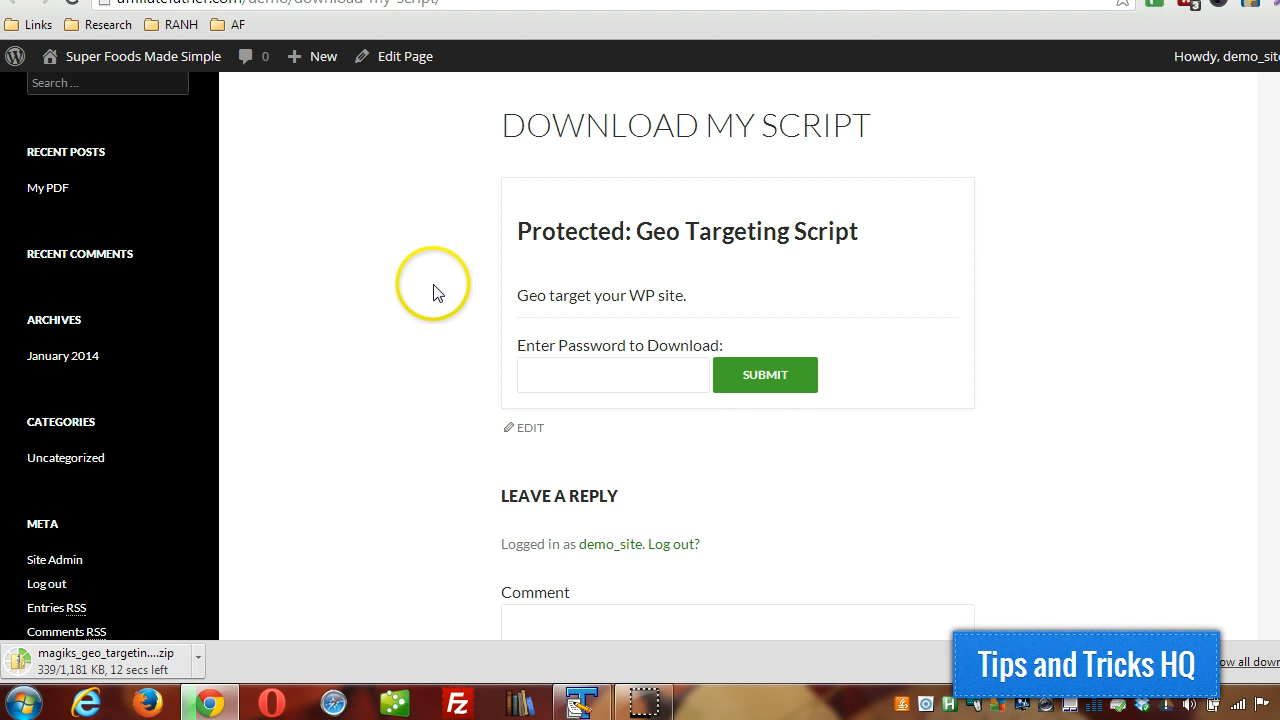 Links
Research
RANH
AF
Super Foods Made Simple
0
New
Edit Page
Howdy, demo_site
Search ...
RECENT POSTS
My PDF
RECENT COMMENTS
ARCHIVES
January 2014
CATEGORIES
Uncategorized
META
Site Admin
Log out
Entries RSS
Comments RSS
DOWNLOAD MY SCRIPT
Protected: Geo Targeting Script
Geo target your WP site.
Enter Password to Download:
SUBMIT
EDIT
LEAVE A REPLY
Logged in as demo_site. Log out?
Comment
magiks_geo_targetin....zip
339/1,181 KB, 12 secs left
Tips and Tricks HQ